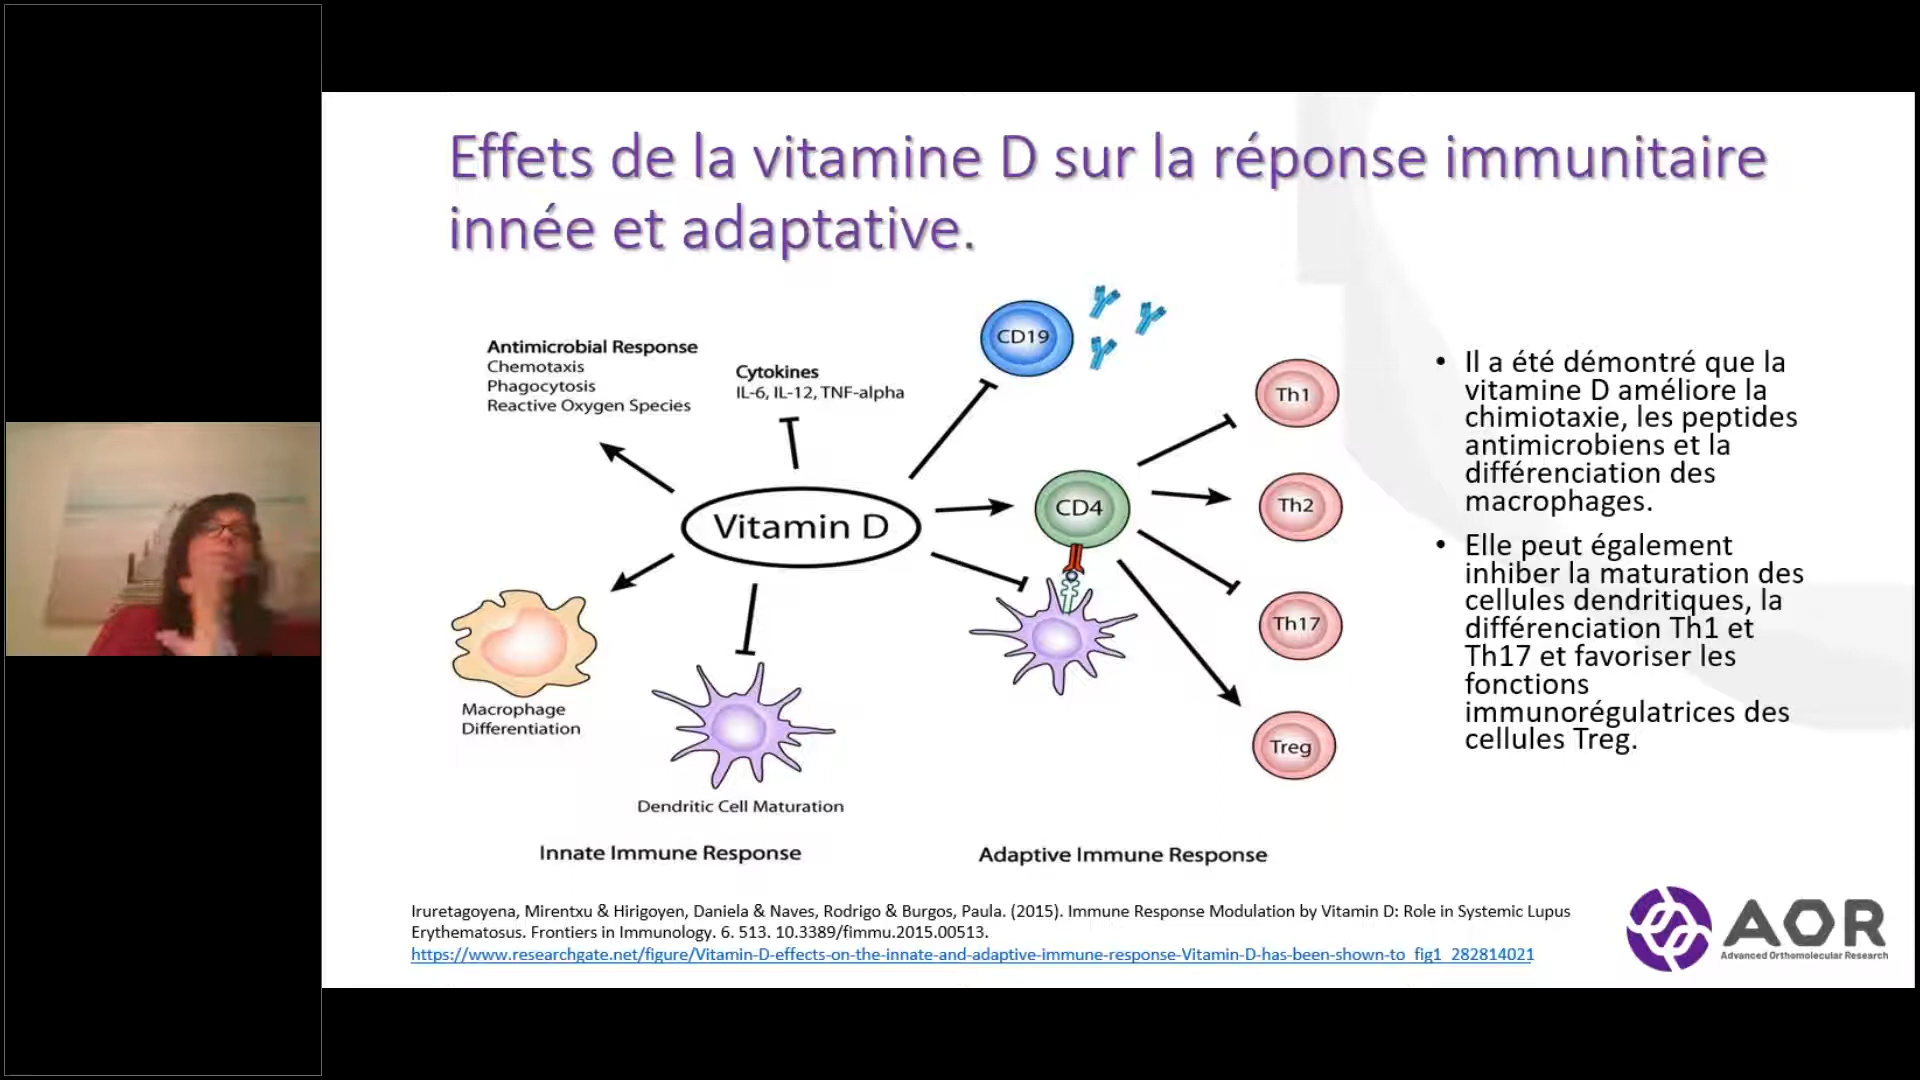 Effets de la vitamine D sur la réponse immunitaire
innée et adaptative.
Antimicrobial Response
Chemotaxis
Phagocytosis
Reactive Oxygen Species
Cytokines
IL-6, IL-12, TNF-alpha
CD19
Th1
Vitamin D
CD4
Th2
Th17
Treg
Macrophage
Differentiation
Dendritic Cell Maturation
Innate Immune Response
Adaptive Immune Response
• Il a été démontré que la
vitamine D améliore la
chimiotaxie, les peptides
antimicrobiens et la
différenciation des
macrophages.
• Elle peut également
inhiber la maturation des
cellules dendritiques, la
différenciation Th1 et
Th17 et favoriser les
fonctions
immunorégulatrices des
cellules Treg.
Iruretagoyena, Mirentxu & Hirigoyen, Daniela & Naves, Rodrigo & Burgos, Paula. (2015). Immune Response Modulation by Vitamin D: Role in Systemic Lupus
Erythematosus. Frontiers in Immunology. 6. 513. 10.3389/fimmu.2015.00513.
https://www.researchgate.net/figure/Vitamin-D-effects-on-the-innate-and-adaptive-immune-response-Vitamin-D-has-been-shown-to_fig1_282814021
AOR
Advanced Orthomolecular Research